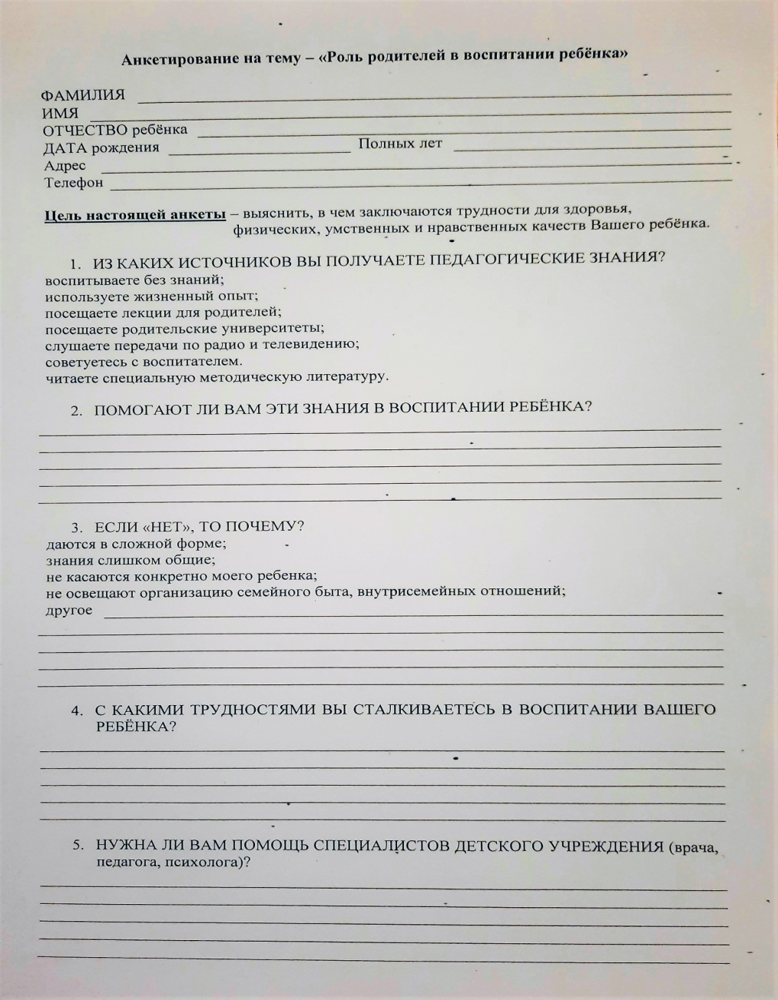 Анкетирование на тему – «Роль родителей в воспитании ребёнка»
ФАМИЛИЯ
ИМЯ
ОТЧЕСТВО ребёнка
ДАТА рождения Полных лет
Адрес
Телефон
Цель настоящей анкеты – выяснить, в чем заключаются трудности для здоровья,
физических, умственных и нравственных качеств Вашего ребёнка.
1. ИЗ КАКИХ ИСТОЧНИКОВ ВЫ ПОЛУЧАЕТЕ ПЕДАГОГИЧЕСКИЕ ЗНАНИЯ?
воспитываете без знаний;
используете жизненный опыт;
посещаете лекции для родителей;
посещаете родительские университеты;
слушаете передачи по радио и телевидению;
советуетесь с воспитателем.
читаете специальную методическую литературу.
2. ПОМОГАЮТ ЛИ ВАМ ЭТИ ЗНАНИЯ В ВОСПИТАНИИ РЕБЁНКА?
3. ЕСЛИ «НЕТ», ТО ПОЧЕМУ?
даются в сложной форме;
знания слишком общие;
не касаются конкретно моего ребенка;
не освещают организацию семейного быта, внутрисемейных отношений;
другое
4. С КАКИМИ ТРУДНОСТЯМИ ВЫ СТАЛКИВАЕТЕСЬ В ВОСПИТАНИИ ВАШЕГО
РЕБЁНКА?
5. НУЖНА ЛИ ВАМ ПОМОЩЬ СПЕЦИАЛИСТОВ ДЕТСКОГО УЧРЕЖДЕНИЯ (врача,
педагога, психолога)?